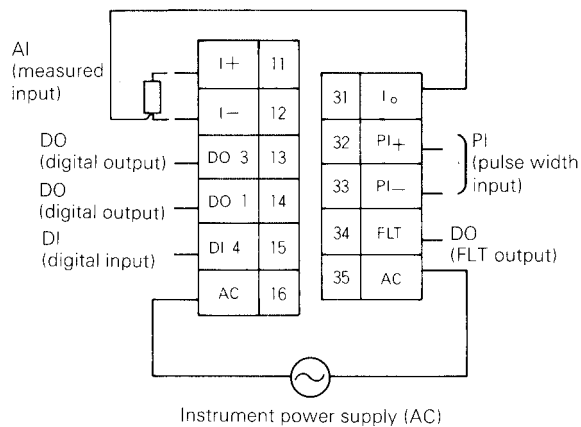 AI
(measured
input)
DO
(digital output)
DO
(digital output)
DI
(digital input)
I+ 11
I− 12
DO 3 13
DO 1 14
DI 4 15
AC 16
31 Io
32 PI+
33 PI−
34 FLT
35 AC
PI
(pulse width
input)
DO
(FLT output)
Instrument power supply (AC)